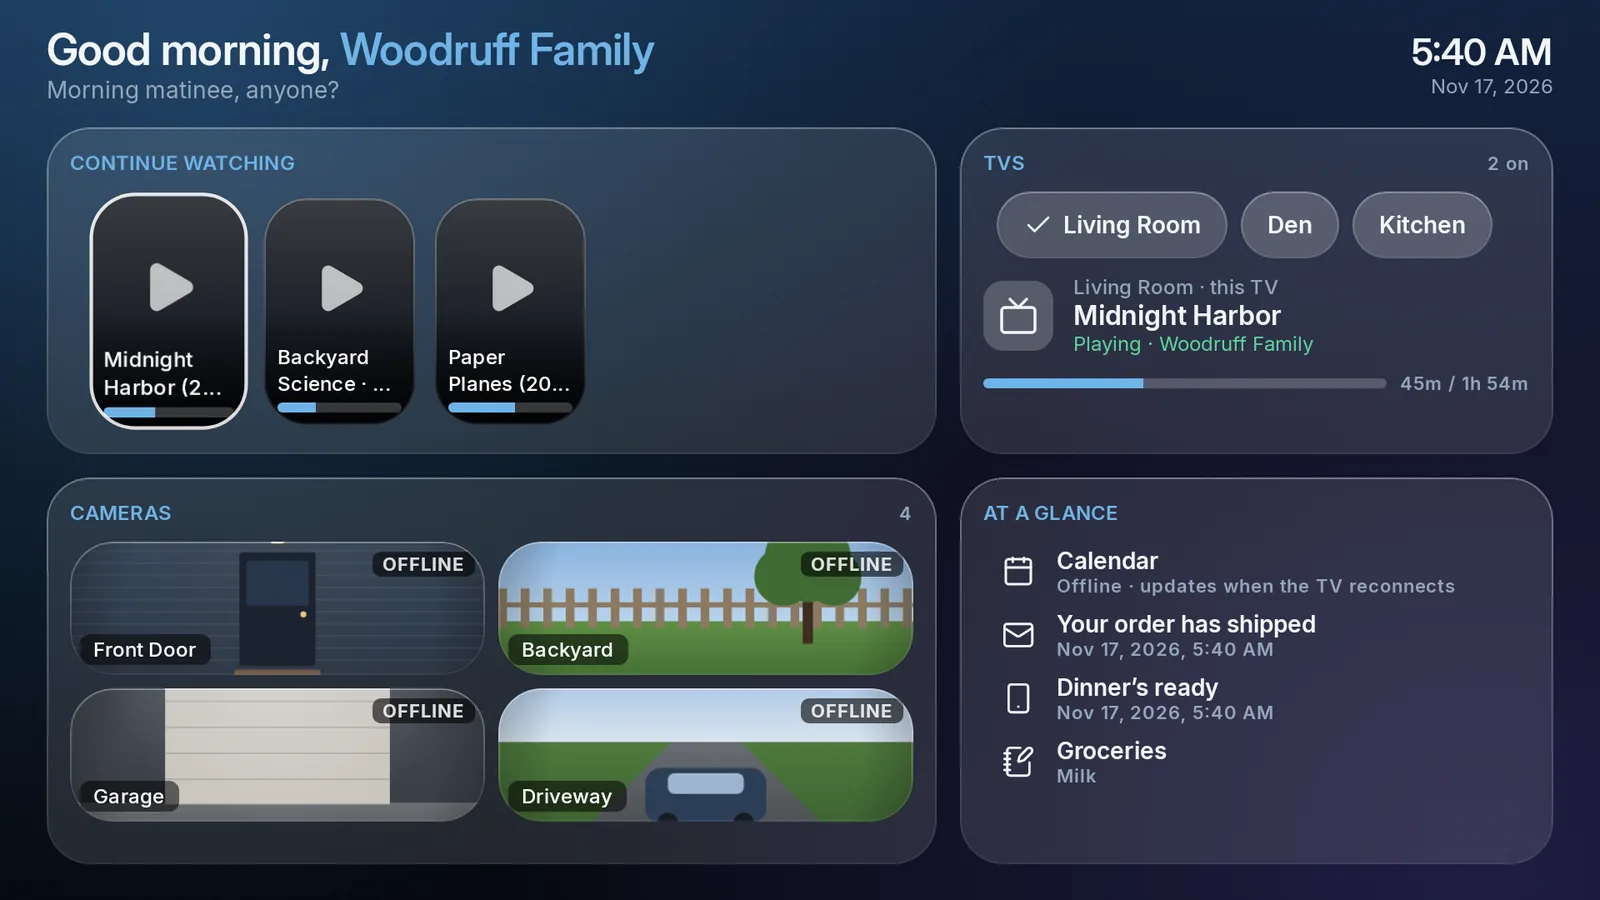 Good morning, Woodruff Family
Morning matinee, anyone?
5:40 AM
Nov 17, 2026
CONTINUE WATCHING
Midnight
Harbor (2...
Backyard
Science · ...
Paper
Planes (20...
TVS
2 on
Living Room
Den
Kitchen
Living Room · this TV
Midnight Harbor
Playing · Woodruff Family
45m / 1h 54m
CAMERAS
4
OFFLINE
Front Door
OFFLINE
Backyard
OFFLINE
Garage
OFFLINE
Driveway
AT A GLANCE
Calendar
Offline · updates when the TV reconnects
Your order has shipped
Nov 17, 2026, 5:40 AM
Dinner’s ready
Nov 17, 2026, 5:40 AM
Groceries
Milk